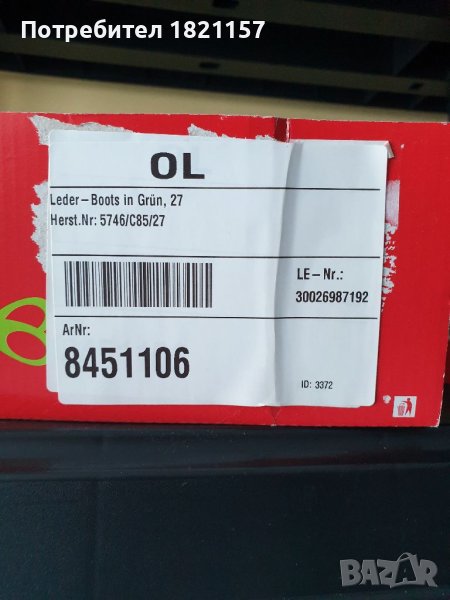 Потребител 1821157
OL
Leder-Boots in Grün, 27
Herst.Nr: 5746/C85/27
LE-Nr.:
30026987192
ArNr:
8451106
ID: 3372
BAZAR